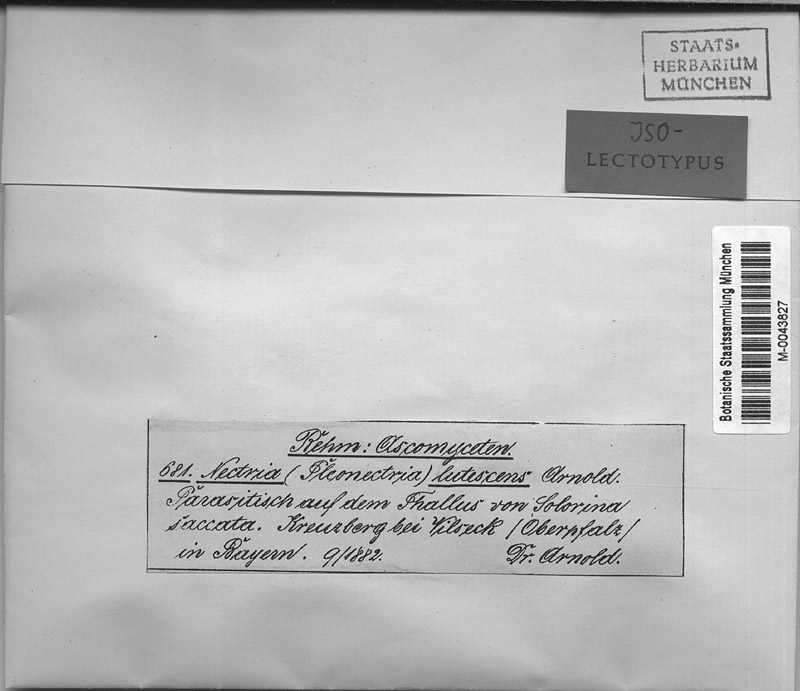 STAATS-
HERBARIUM
MÜNCHEN
ISO-
LECTOTYPUS
Botanische Staatssammlung München
M-0043827
Rehm: Ascomyceten.
681. Nectria (Pleonectria) lutescens Arnold.
Parasitisch auf dem Thallus von Solorina
saccata. Kreuzberg bei Vilseck /Oberpfalz/
in Bayern. 9/1882. Dr. Arnold.